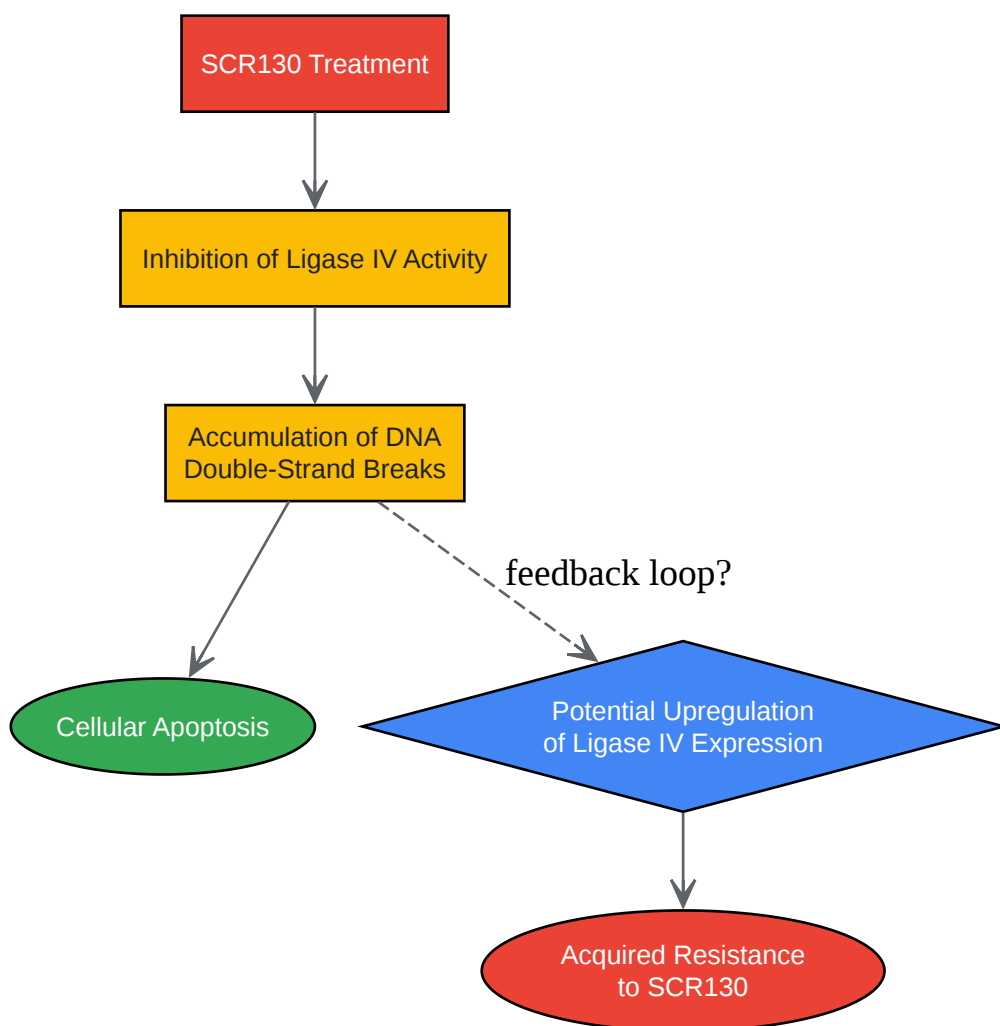 SCR130 Treatment
Inhibition of Ligase IV Activity
Accumulation of DNA
Double-Strand Breaks
feedback loop?
Cellular Apoptosis
Potential Upregulation
of Ligase IV Expression
Acquired Resistance
to SCR130